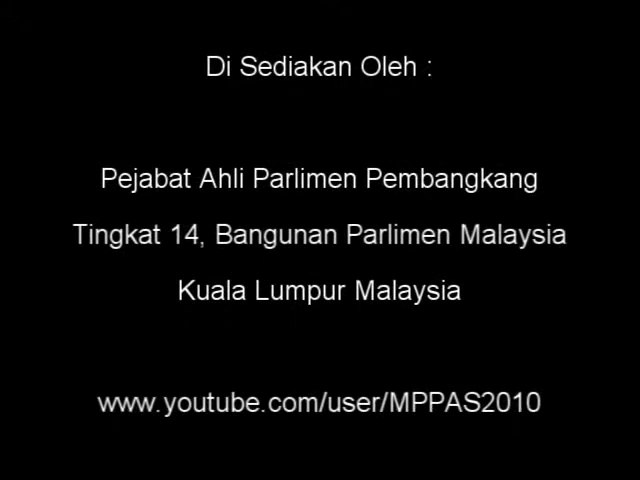 Di Sediakan Oleh :
Pejabat Ahli Parlimen Pembangkang
Tingkat 14, Bangunan Parlimen Malaysia
Kuala Lumpur Malaysia
www.youtube.com/user/MPPAS2010